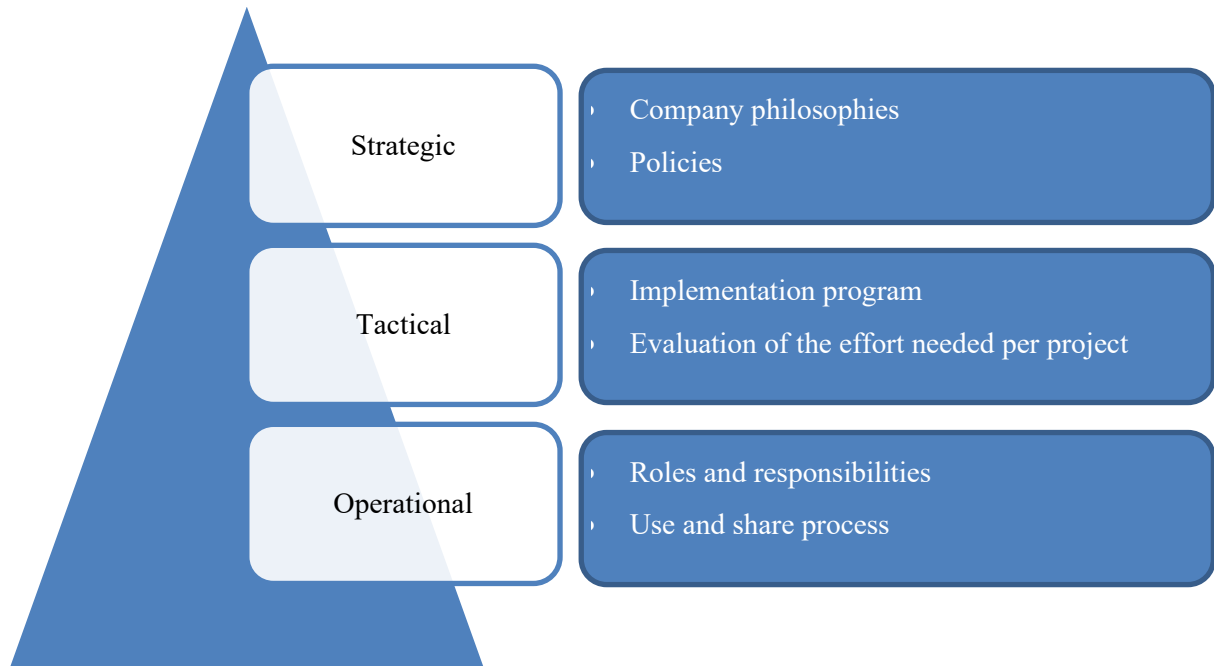 Strategic
Company philosophies
Policies
Tactical
Implementation program
Evaluation of the effort needed per project
Operational
Roles and responsibilities
Use and share process